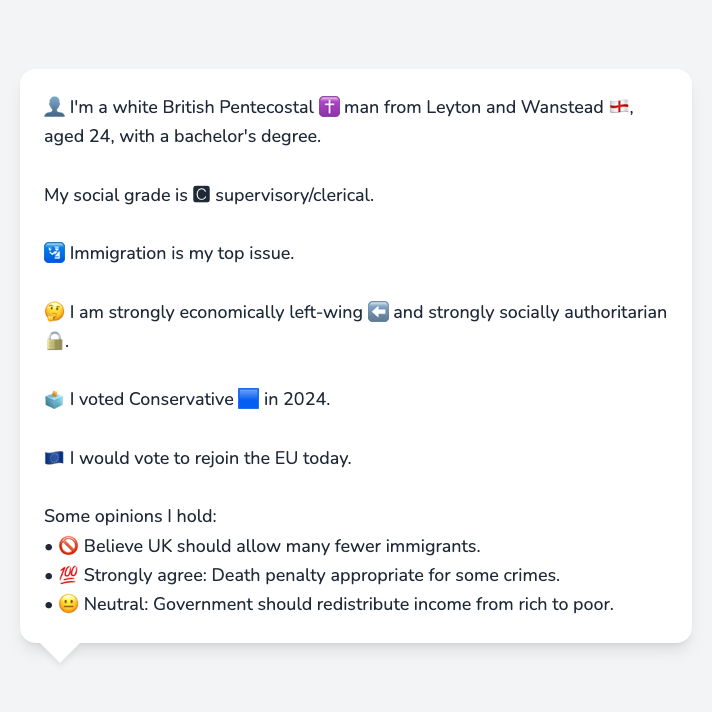 👤 I'm a white British Pentecostal ✝️ man from Leyton and Wanstead 🏴󠁧󠁢󠁥󠁮󠁧󠁿,
aged 24, with a bachelor's degree.
My social grade is 🅲 supervisory/clerical.
🛂 Immigration is my top issue.
🤔 I am strongly economically left-wing ⬅️ and strongly socially authoritarian
🔒.
🗳️ I voted Conservative 🟦 in 2024.
🇪🇺 I would vote to rejoin the EU today.
Some opinions I hold:
• 🚫 Believe UK should allow many fewer immigrants.
• 💯 Strongly agree: Death penalty appropriate for some crimes.
• 😐 Neutral: Government should redistribute income from rich to poor.